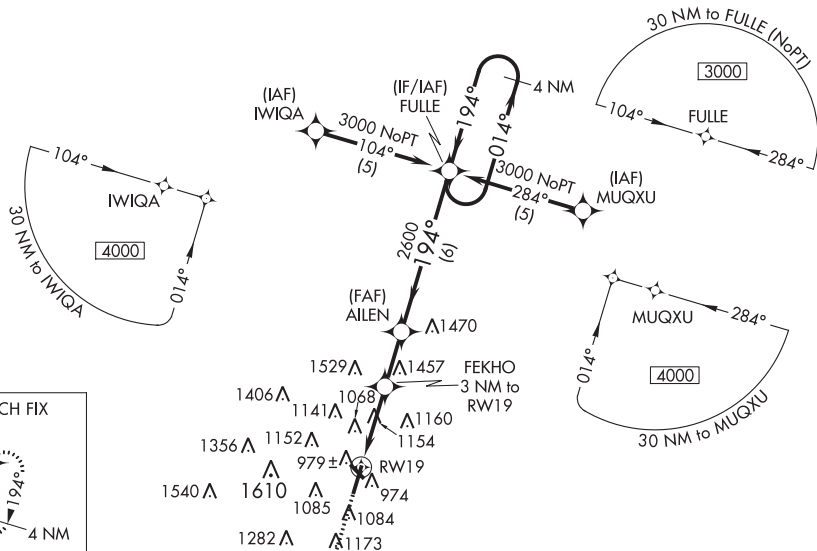 30 NM to FULLE (NoPT)
3000
104°
FULLE
284°
(IAF)
IWIQA
3000 NoPT
104°
(5)
(IF/IAF)
FULLE
194°
014°
4 NM
3000 NoPT
284°
(5)
(IAF)
MUQXU
104°
IWIQA
4000
014°
30 NM to IWIQA
2600
194°
(6)
(FAF)
AILEN
1470
MUQXU
284°
014°
4000
30 NM to MUQXU
1529
1457
FEKHO
3 NM to
RW19
1406
1068
1141
1160
1154
1356
1152
979±
RW19
1540
1610
974
1085
1084
1282
1173
CH FIX
194°
4 NM